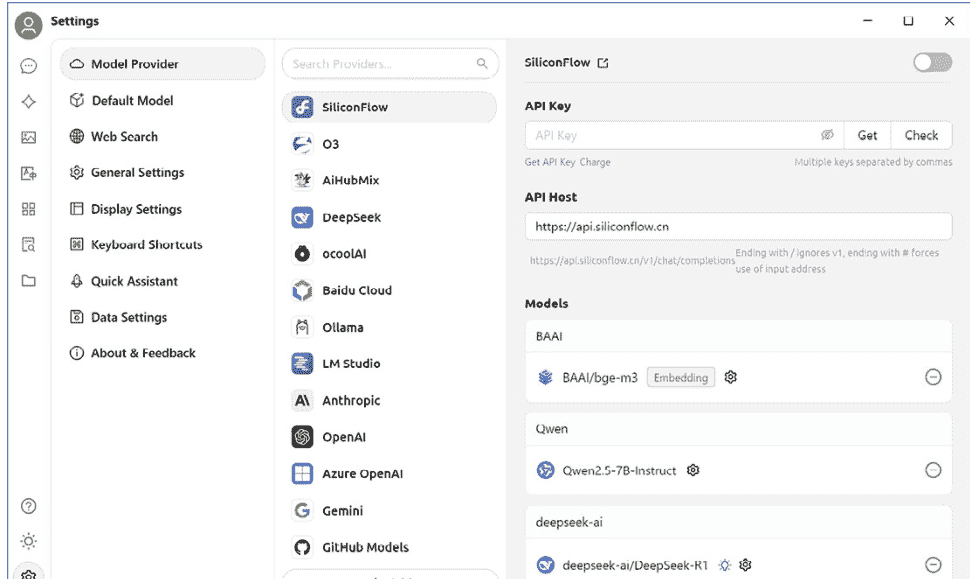 Settings
Model Provider
Default Model
Web Search
General Settings
Display Settings
Keyboard Shortcuts
Quick Assistant
Data Settings
About & Feedback
Search Providers...
SiliconFlow
O3
AiHubMix
DeepSeek
ocoolAI
Baidu Cloud
Ollama
LM Studio
Anthropic
OpenAI
Azure OpenAI
Gemini
GitHub Models
SiliconFlow
API Key
API Key Get Check
Get API Key Charge Multiple keys separated by commas
API Host
https://api.siliconflow.cn
https://api.siliconflow.cn/v1/chat/completions
Ending with / ignores v1, ending with # forces
use of input address
Models
BAAI
BAAI/bge-m3 Embedding
Qwen
Qwen2.5-7B-Instruct
deepseek-ai
deepseek-ai/DeepSeek-R1